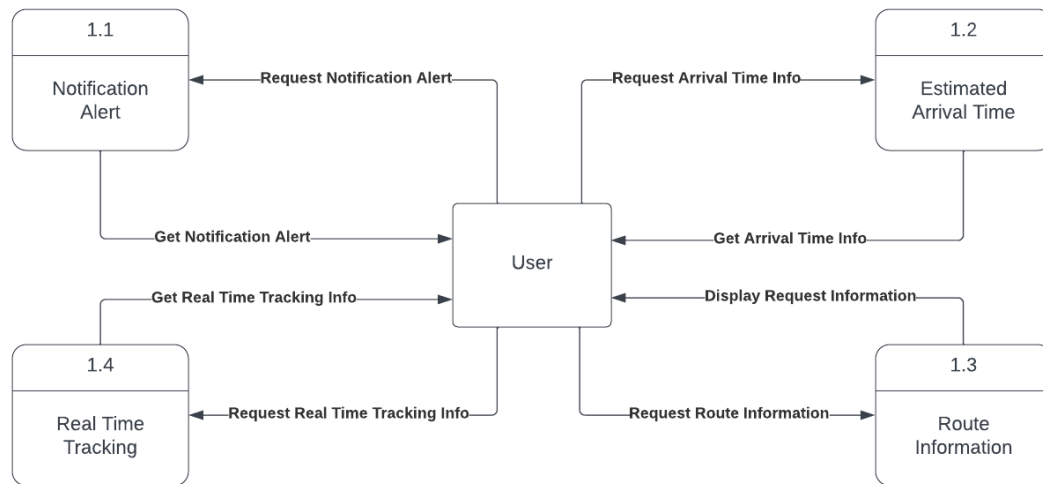 1.1
Notification
Alert
Request Notification Alert
Request Arrival Time Info
1.2
Estimated
Arrival Time
Get Notification Alert
User
Get Arrival Time Info
Get Real Time Tracking Info
Display Request Information
1.4
Real Time
Tracking
Request Real Time Tracking Info
Request Route Information
1.3
Route
Information